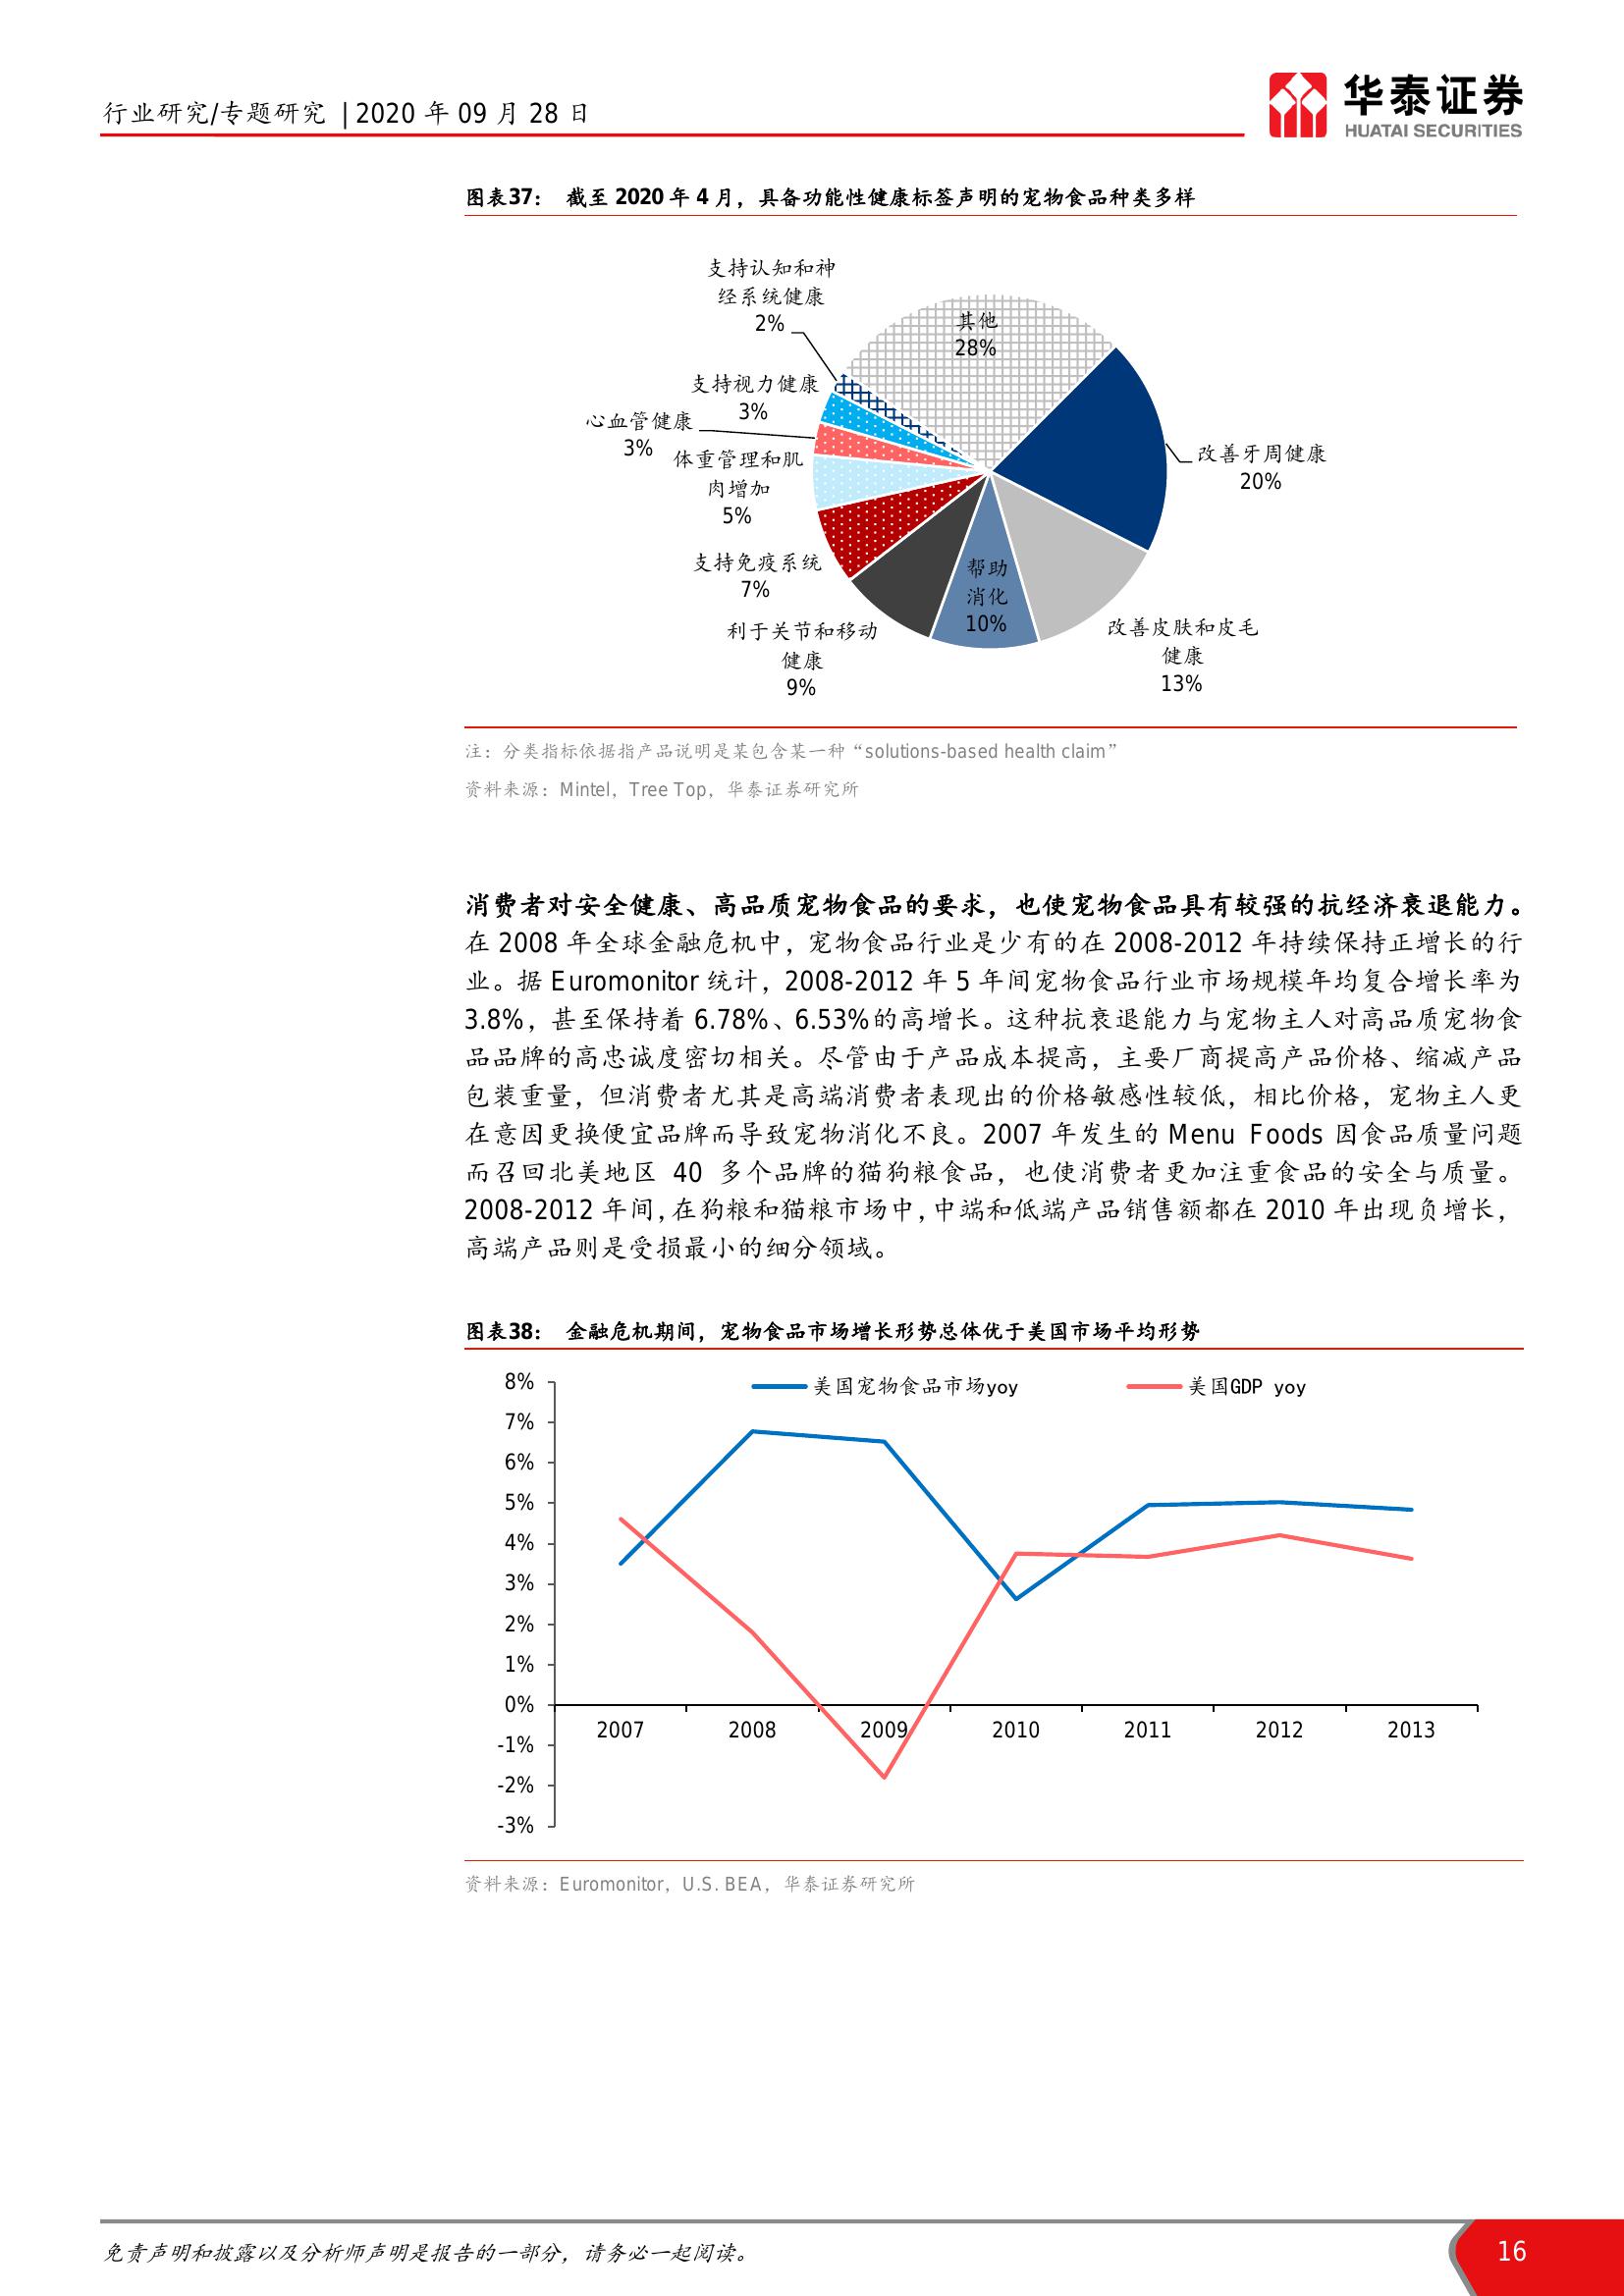 行业研究/专题研究 | 2020 年 09 月 28 日
华泰证券
HUATAI SECURITIES
图表37： 截至 2020 年 4 月，具备功能性健康标签声明的宠物食品种类多样
支持认知和神
经系统健康
2%
其他
28%
支持视力健康
3%
心血管健康
3%
体重管理和肌
肉增加
5%
改善牙周健康
20%
支持免疫系统
7%
帮助
消化
10%
利于关节和移动
健康
9%
改善皮肤和皮毛
健康
13%
注：分类指标依据指产品说明是某包含某一种“solutions-based health claim”
资料来源：Mintel，Tree Top，华泰证券研究所
消费者对安全健康、高品质宠物食品的要求，也使宠物食品具有较强的抗经济衰退能力。
在 2008 年全球金融危机中，宠物食品行业是少有的在 2008-2012 年持续保持正增长的行
业。据 Euromonitor 统计，2008-2012 年 5 年间宠物食品行业市场规模年均复合增长率为
3.8%，甚至保持着 6.78%、6.53%的高增长。这种抗衰退能力与宠物主人对高品质宠物食
品品牌的高忠诚度密切相关。尽管由于产品成本提高，主要厂商提高产品价格、缩减产品
包装重量，但消费者尤其是高端消费者表现出的价格敏感性较低，相比价格，宠物主人更
在意因更换便宜品牌而导致宠物消化不良。2007 年发生的 Menu Foods 因食品质量问题
而召回北美地区 40 多个品牌的猫狗粮食品，也使消费者更加注重食品的安全与质量。
2008-2012 年间，在狗粮和猫粮市场中，中端和低端产品销售额都在 2010 年出现负增长，
高端产品则是受损最小的细分领域。
图表38： 金融危机期间，宠物食品市场增长形势总体优于美国市场平均形势
美国宠物食品市场yoy 美国GDP yoy
8%
7%
6%
5%
4%
3%
2%
1%
0%
-1%
-2%
-3%
2007 2008 2009 2010 2011 2012 2013
资料来源：Euromonitor，U.S. BEA，华泰证券研究所
免责声明和披露以及分析师声明是报告的一部分，请务必一起阅读。
16